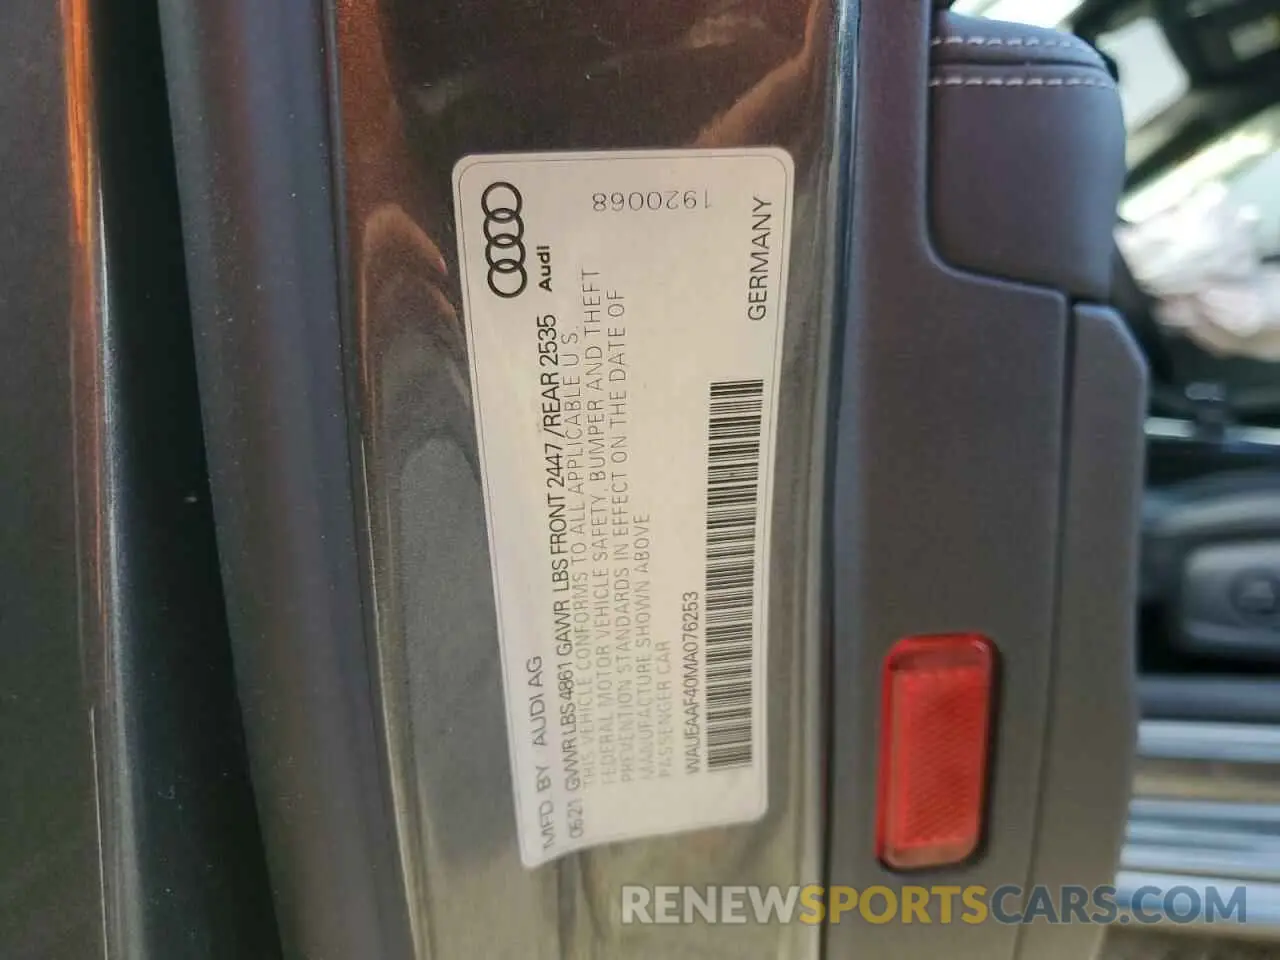 MFD BY AUDI AG
06.21 GVWR LBS 4861 GAWR LBS FRONT 2447 /REAR 2535 Audi
THIS VEHICLE CONFORMS TO ALL APPLICABLE U S.
FEDERAL MOTOR VEHICLE SAFETY, BUMPER AND THEFT
PREVENTION STANDARDS IN EFFECT ON THE DATE OF
MANUFACTURE SHOWN ABOVE
PASSENGER CAR
WAUEAAF40MA076253
1920068
GERMANY
RENEWSPORTSCARS.COM